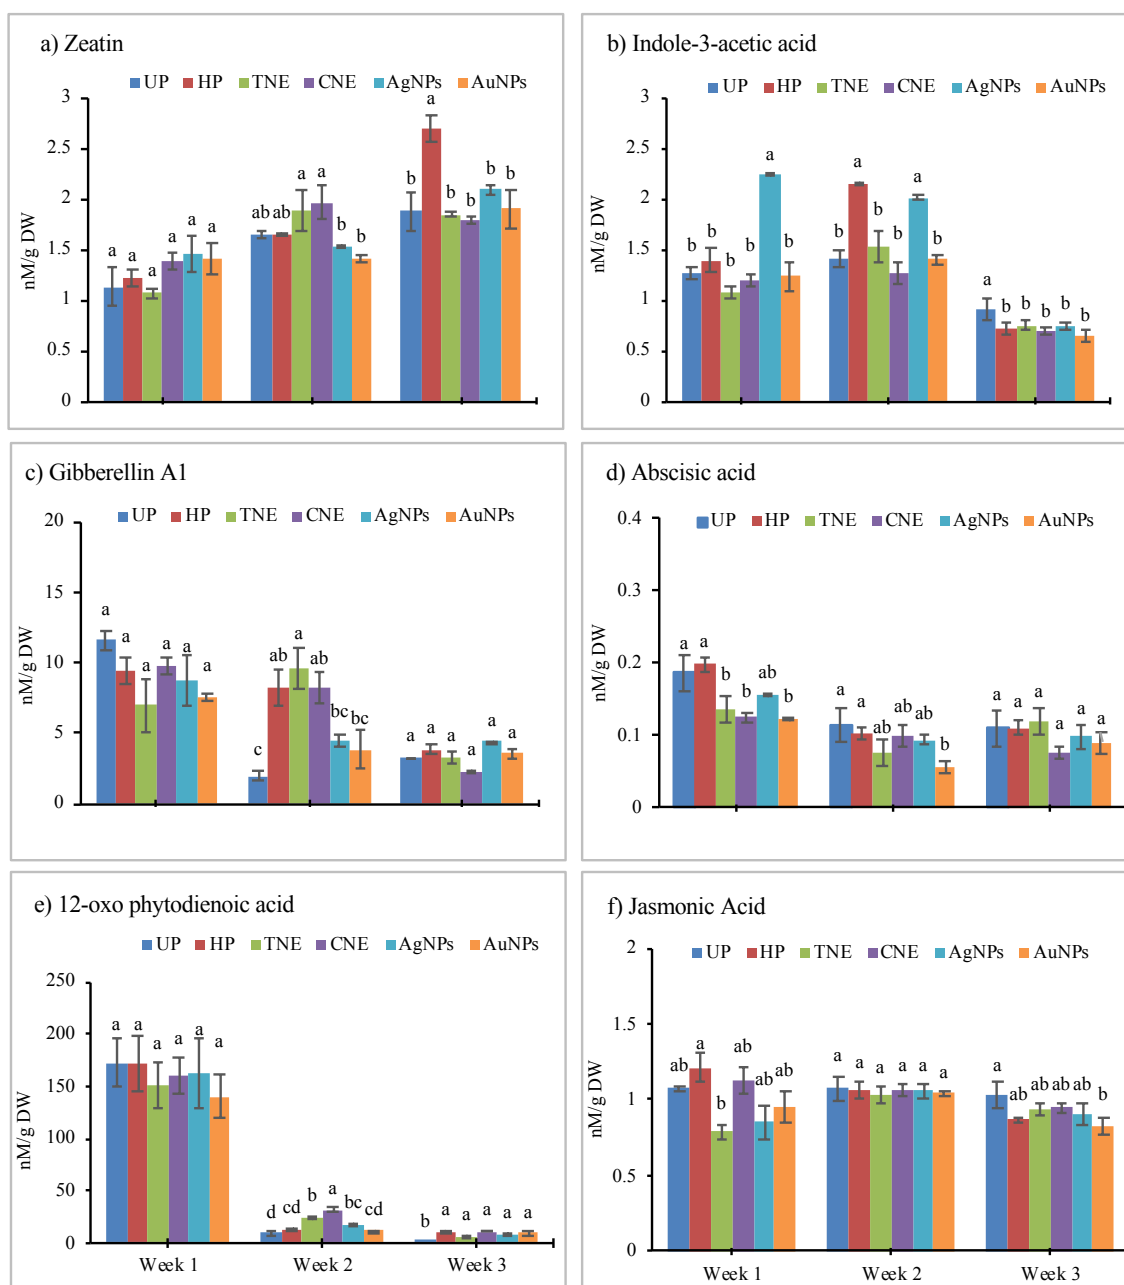 a) Zeatin
UP HP TNE CNE AgNPs AuNPs
3
2.5
2
1.5
1
0.5
0
nM/g DW
a a a a a a
ab ab a a b b
b a b b b b
b) Indole-3-acetic acid
UP HP TNE CNE AgNPs AuNPs
3
2.5
2
1.5
1
0.5
0
nM/g DW
b b b b a b
b a b b a b
a b b b b b
c) Gibberellin A1
UP HP TNE CNE AgNPs AuNPs
20
15
10
5
0
nM/g DW
a a a a a a
c ab a ab bc bc
a a a a a a
d) Abscisic acid
UP HP TNE CNE AgNPs AuNPs
0.4
0.3
0.2
0.1
0
nM/g DW
a a b b ab b
a a ab ab ab b
a a a a a a
e) 12-oxo phytodienoic acid
UP HP TNE CNE AgNPs AuNPs
250
200
150
100
50
0
nM/g DW
a a a a a a
d cd b a bc cd
b a a a a a
Week 1 Week 2 Week 3
f) Jasmonic Acid
UP HP TNE CNE AgNPs AuNPs
2
1.5
1
0.5
0
nM/g DW
ab a b ab ab ab
a a a a a a
a ab ab ab ab b
Week 1 Week 2 Week 3